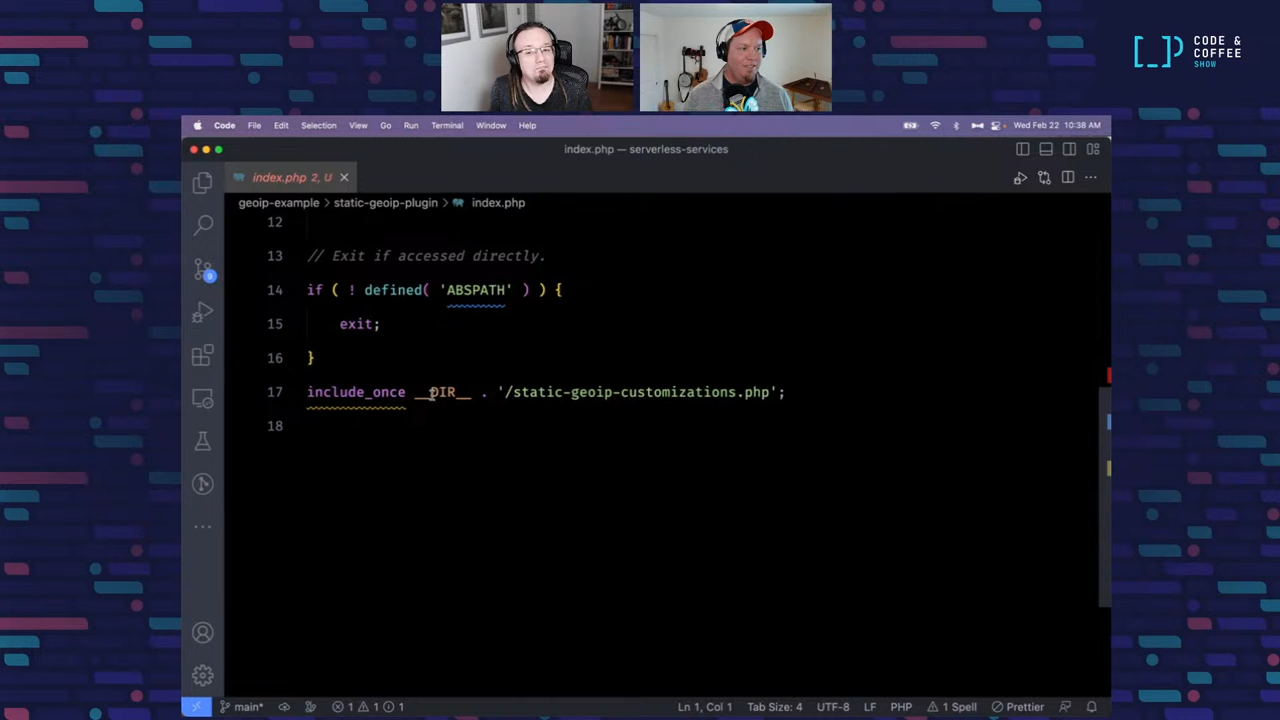 CODE &
COFFEE
SHOW
Code File Edit Selection View Go Run Terminal Window Help Wed Feb 22 10:38 AM
index.php — serverless-services
index.php 2, U
geoip-example > static-geoip-plugin > index.php
12
13 // Exit if accessed directly.
14 if ( ! defined( 'ABSPATH' ) ) {
15 exit;
16 }
17 include_once __DIR__ . '/static-geoip-customizations.php';
18
9
main* 1 1 1 Ln 1, Col 1 Tab Size: 4 UTF-8 LF PHP 1 Spell Prettier